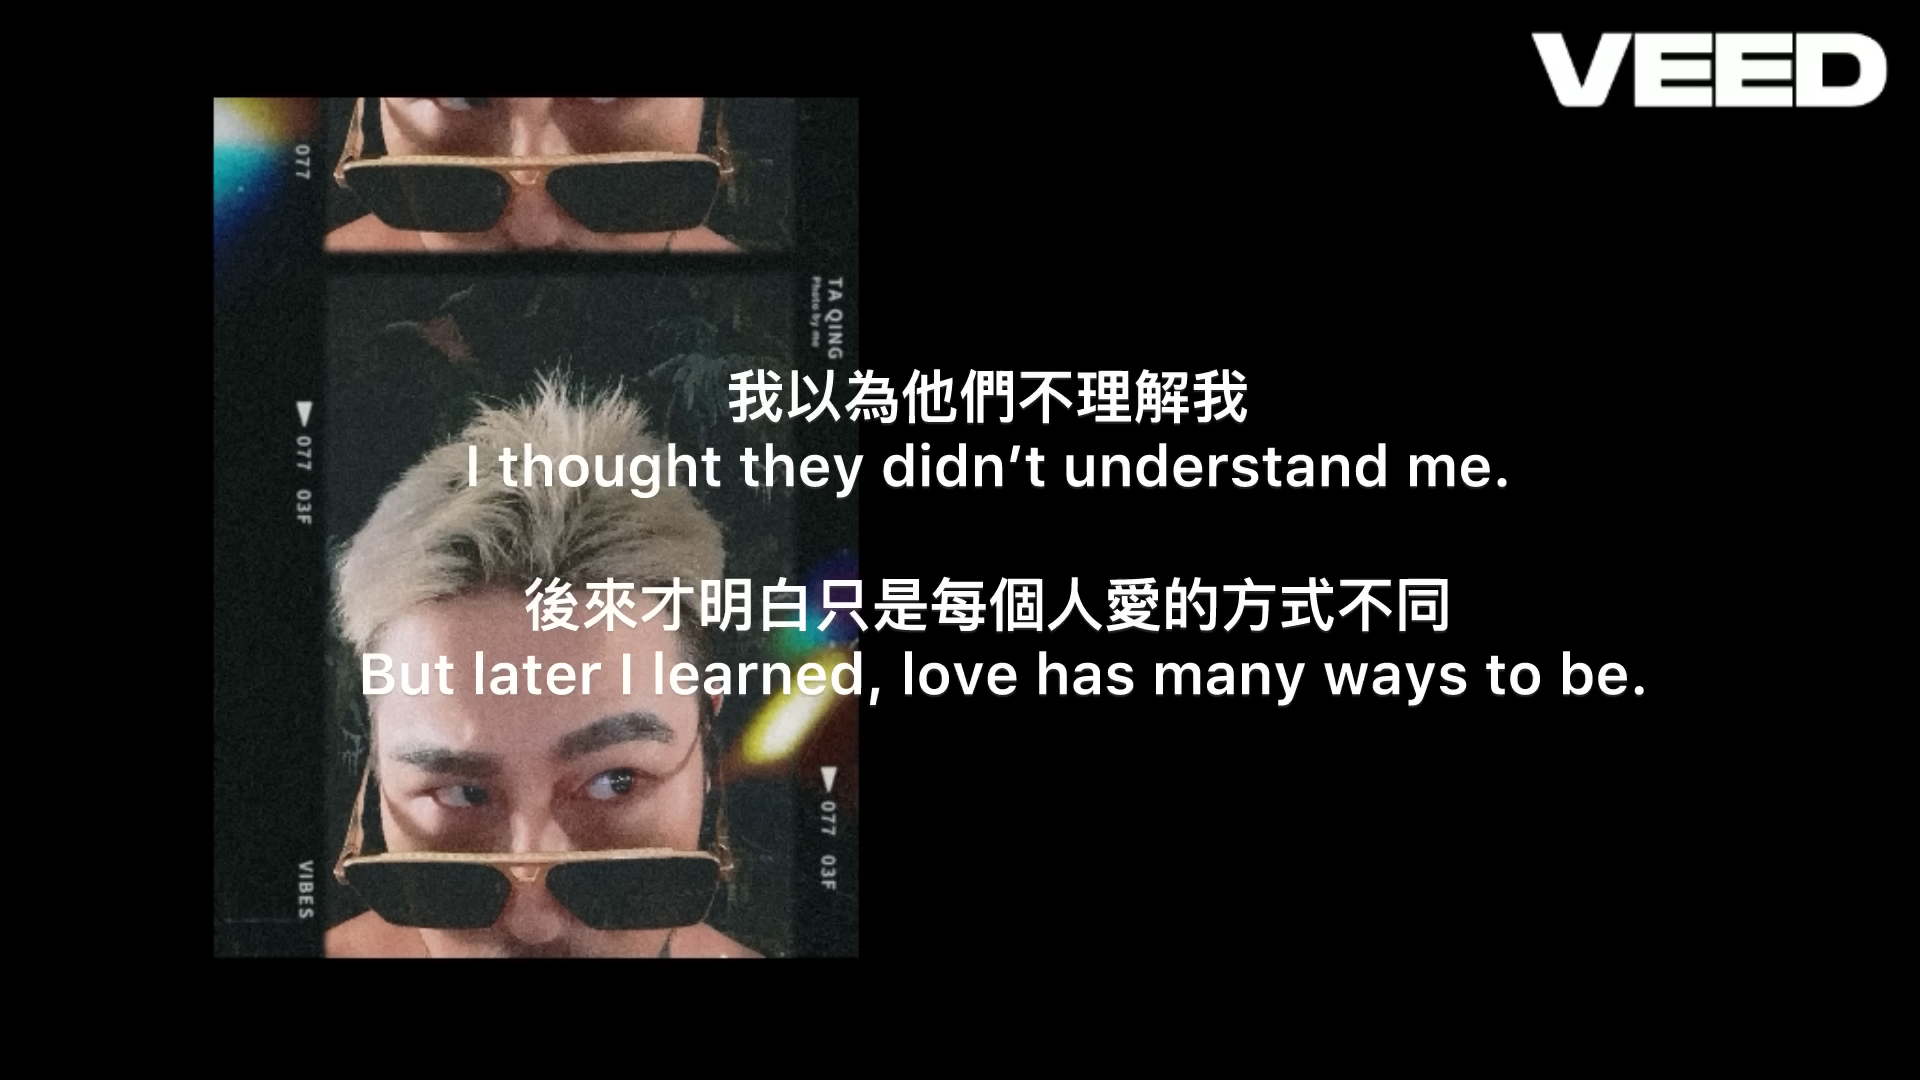 VEED
077
TA QING
Photo by me
我以為他們不理解我
I thought they didn’t understand me.
▼ 077 03F
後來才明白只是每個人愛的方式不同
But later I learned, love has many ways to be.
▼ 077 03F
VIBES